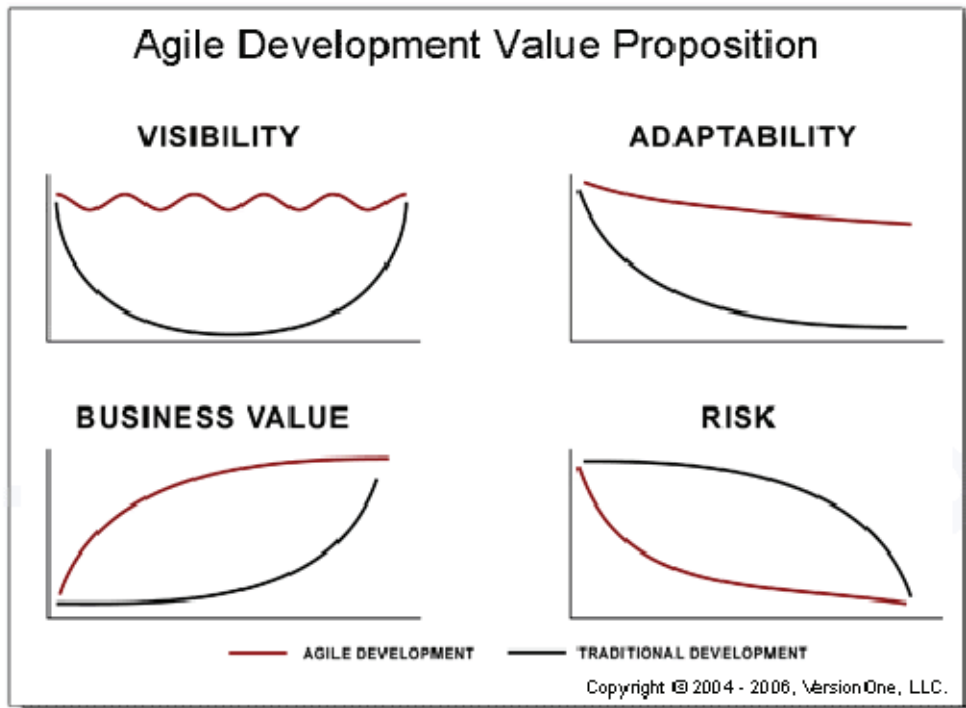 Agile Development Value Proposition
VISIBILITY
ADAPTABILITY
BUSINESS VALUE
RISK
AGILE DEVELOPMENT
TRADITIONAL DEVELOPMENT
Copyright © 2004 - 2006, VersionOne, LLC.